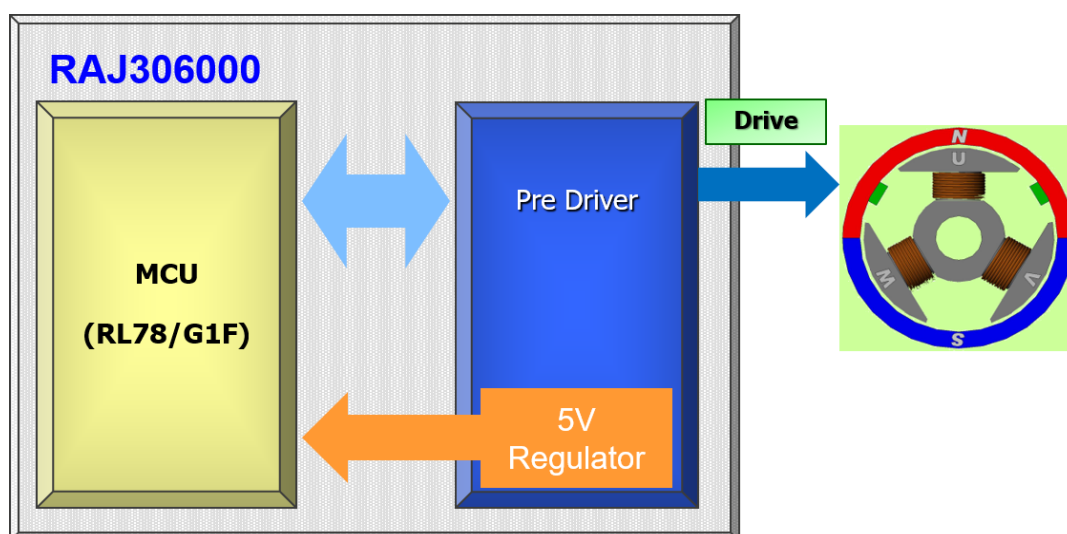 RAJ306000
MCU
(RL78/G1F)
Pre Driver
5V
Regulator
Drive
N
U
W
V
S